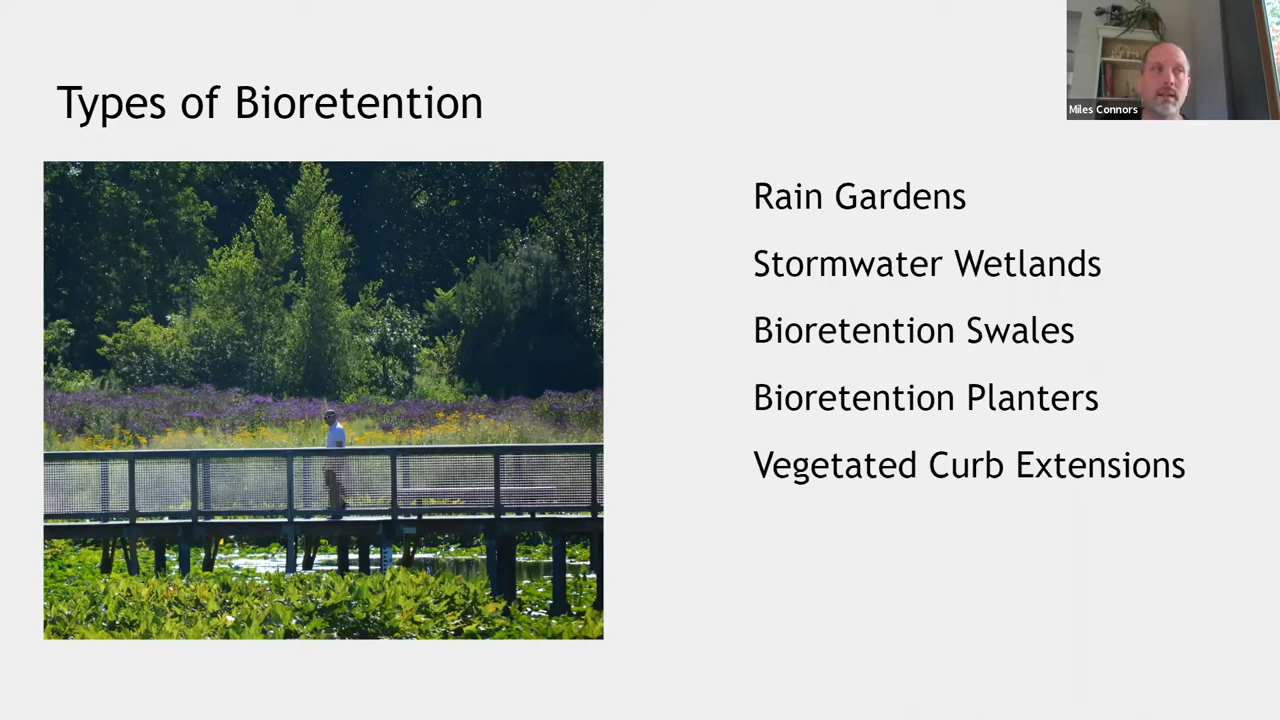 Types of Bioretention
Miles Connors
Rain Gardens
Stormwater Wetlands
Bioretention Swales
Bioretention Planters
Vegetated Curb Extensions